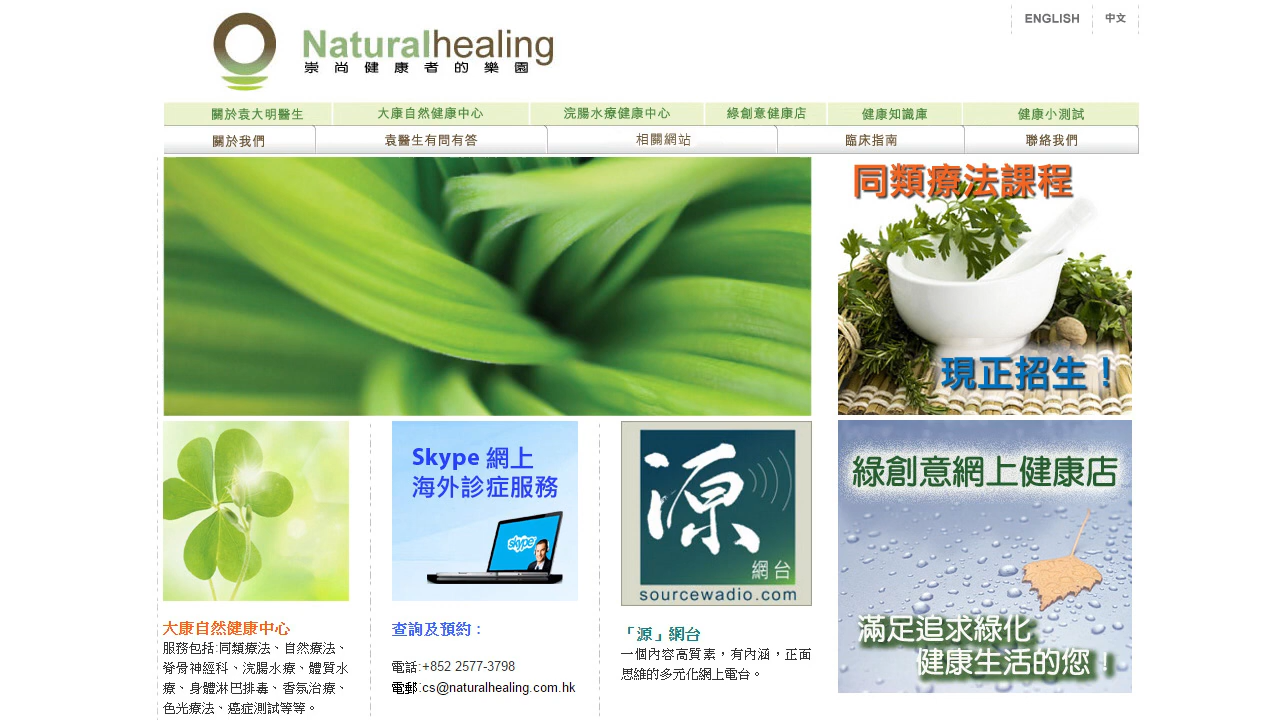 ENGLISH
中文
Naturalhealing
崇尚健康者的樂園
關於袁大明醫生
大康自然健康中心
浣腸水療健康中心
綠創意健康店
健康知識庫
健康小測試
關於我們
袁醫生有問有答
相關網站
臨床指南
聯絡我們
同類療法課程
現正招生！
Skype 網上
海外診症服務
skype
源
網台
sourcewadio.com
綠創意網上健康店
滿足追求綠化
健康生活的您！
大康自然健康中心
服務包括:同類療法、自然療法、
脊骨神經科、浣腸水療、體質水
療、身體淋巴排毒、香氛治療、
色光療法、癌症測試等等。
查詢及預約：
電話:+852 2577-3798
電郵:cs@naturalhealing.com.hk
「源」網台
一個內容高質素，有內涵，正面
思維的多元化網上電台。